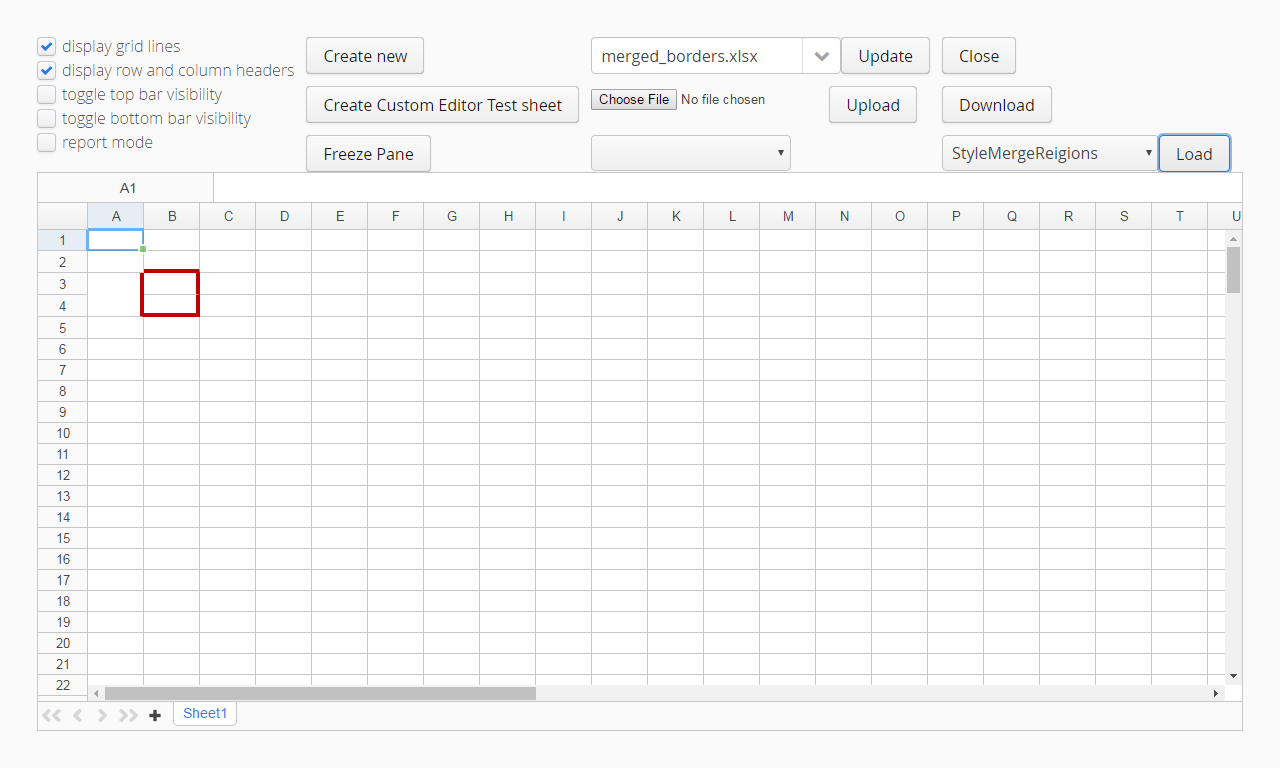 display grid lines
display row and column headers
toggle top bar visibility
toggle bottom bar visibility
report mode
Create new
merged_borders.xlsx
Update
Close
Create Custom Editor Test sheet
Choose File No file chosen
Upload
Download
Freeze Pane
StyleMergeReigions
Load
A1
A B C D E F G H I J K L M N O P Q R S T U
1
2
3
4
5
6
7
8
9
10
11
12
13
14
15
16
17
18
19
20
21
22
Sheet1